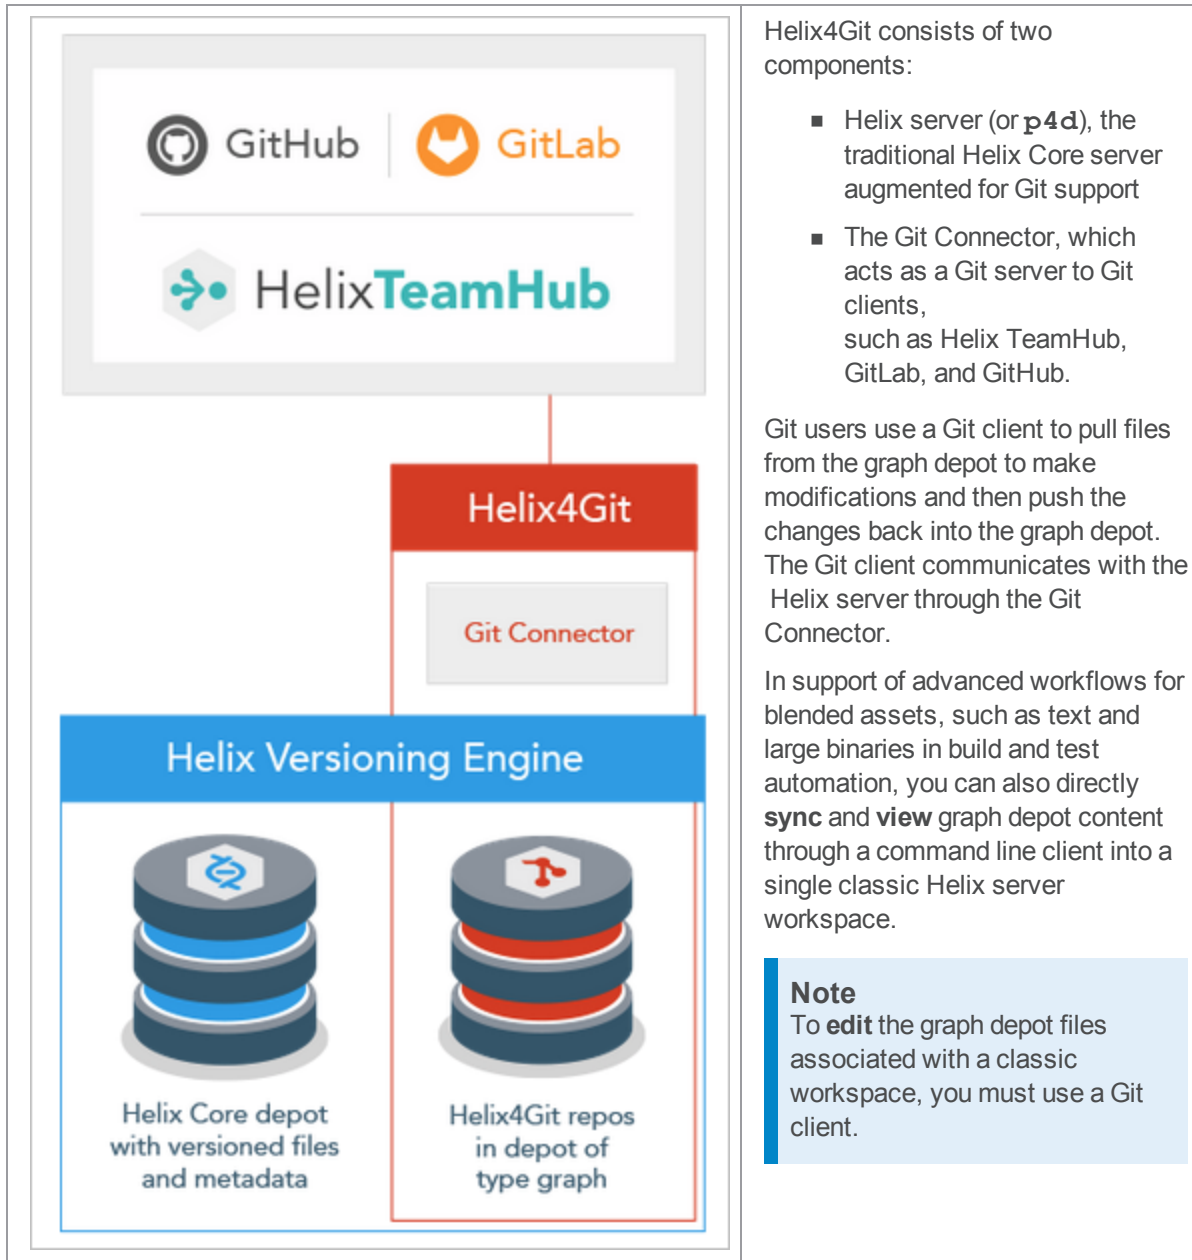 GitHub
GitLab
HelixTeamHub
Helix4Git
Git Connector
Helix Versioning Engine
Helix Core depot
with versioned files
and metadata
Helix4Git repos
in depot of
type graph
Helix4Git consists of two
components:
■ Helix server (or p4d), the
traditional Helix Core server
augmented for Git support
■ The Git Connector, which
acts as a Git server to Git
clients,
such as Helix TeamHub,
GitLab, and GitHub.
Git users use a Git client to pull files
from the graph depot to make
modifications and then push the
changes back into the graph depot.
The Git client communicates with the
Helix server through the Git
Connector.
In support of advanced workflows for
blended assets, such as text and
large binaries in build and test
automation, you can also directly
sync and view graph depot content
through a command line client into a
single classic Helix server
workspace.
Note
To edit the graph depot files
associated with a classic
workspace, you must use a Git
client.